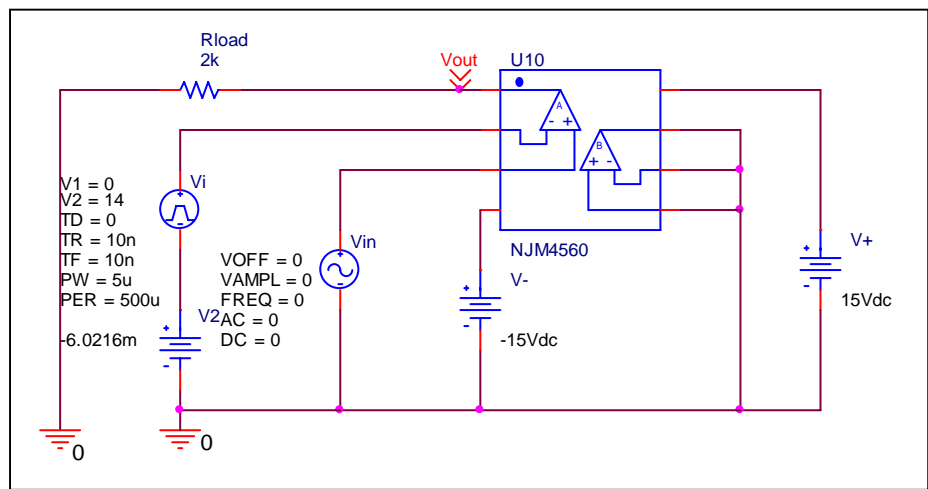 Rload
2k
Vout
U10
A
- +
B
+ -
NJM4560
V1 = 0
V2 = 14
TD = 0
TR = 10n
TF = 10n
PW = 5u
PER = 500u
Vi
+
-
V2
-6.0216m
+
-
Vin
+
-
VOFF = 0
VAMPL = 0
FREQ = 0
AC = 0
DC = 0
V-
+
-
-15Vdc
V+
+
-
15Vdc
0
0